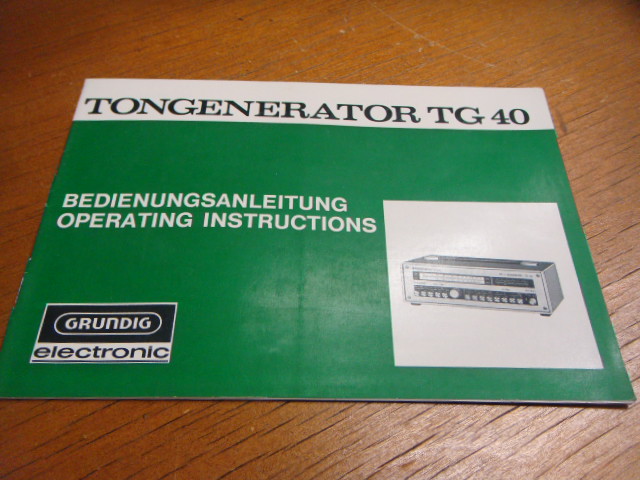 TONGENERATOR TG 40
BEDIENUNGSANLEITUNG
OPERATING INSTRUCTIONS
GRUNDIG
electronic